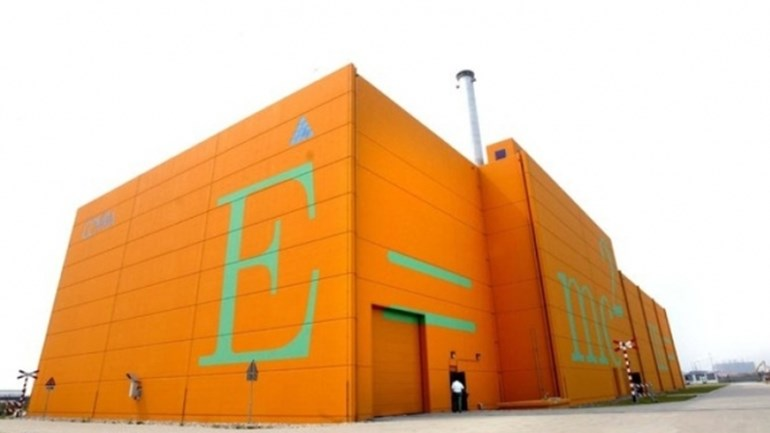 E = mc²